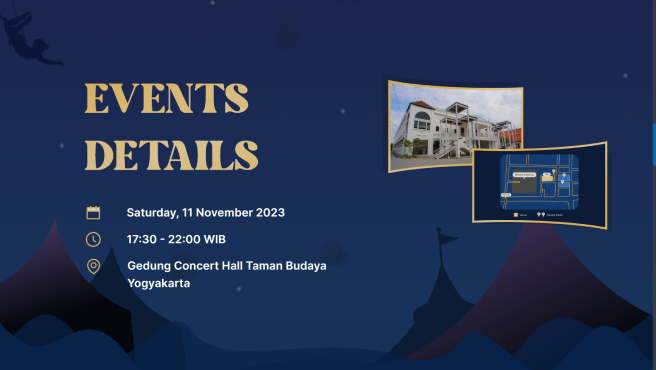 EVENTS
DETAILS
Saturday, 11 November 2023
17:30 - 22:00 WIB
Gedung Concert Hall Taman Budaya
Yogyakarta